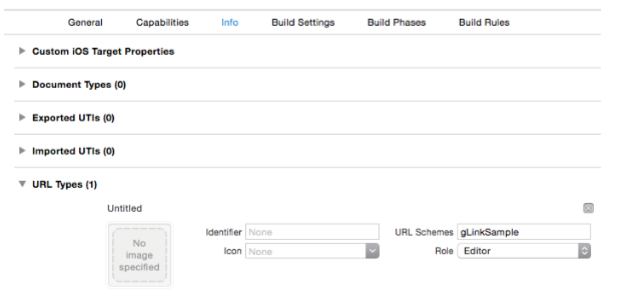 General Capabilities Info Build Settings Build Phases Build Rules
Custom iOS Target Properties
Document Types (0)
Exported UTIs (0)
Imported UTIs (0)
URL Types (1)
Untitled
No image specified
Identifier None URL Schemes gLinkSample
Icon None Role Editor